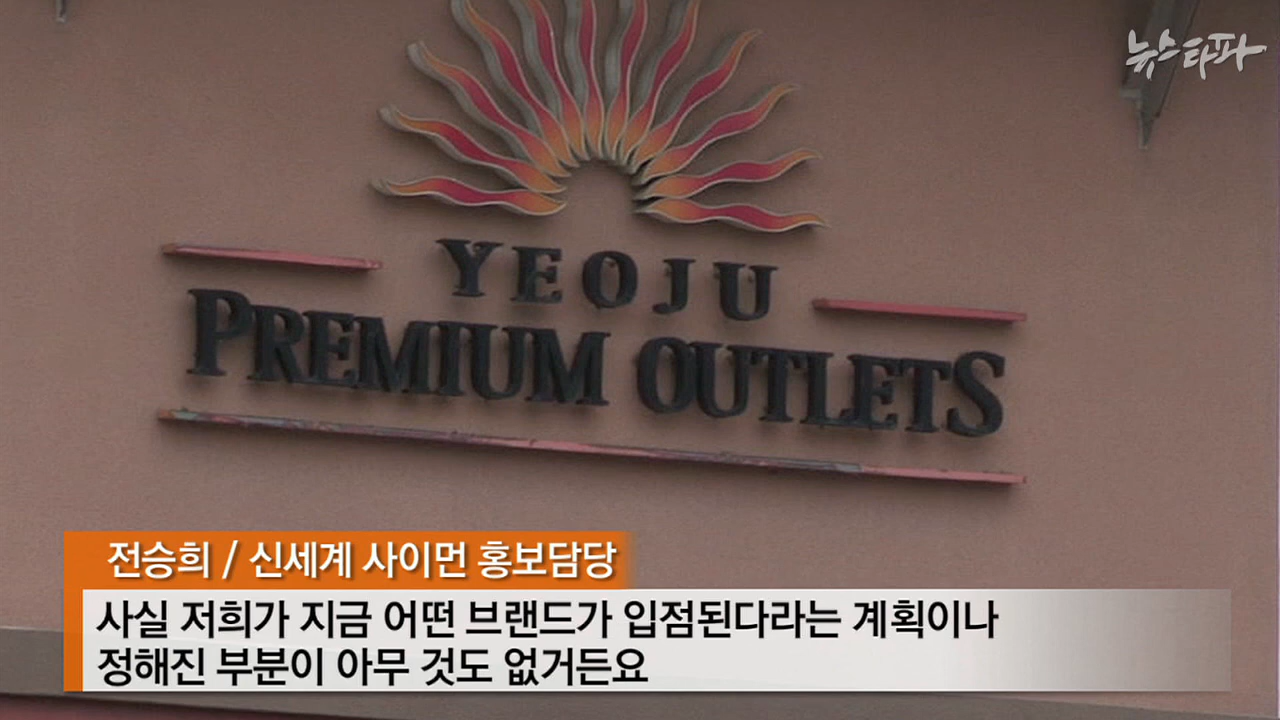 뉴스타파
YEOJU
PREMIUM OUTLETS
전승희 / 신세계 사이먼 홍보담당
사실 저희가 지금 어떤 브랜드가 입점된다라는 계획이나
정해진 부분이 아무 것도 없거든요